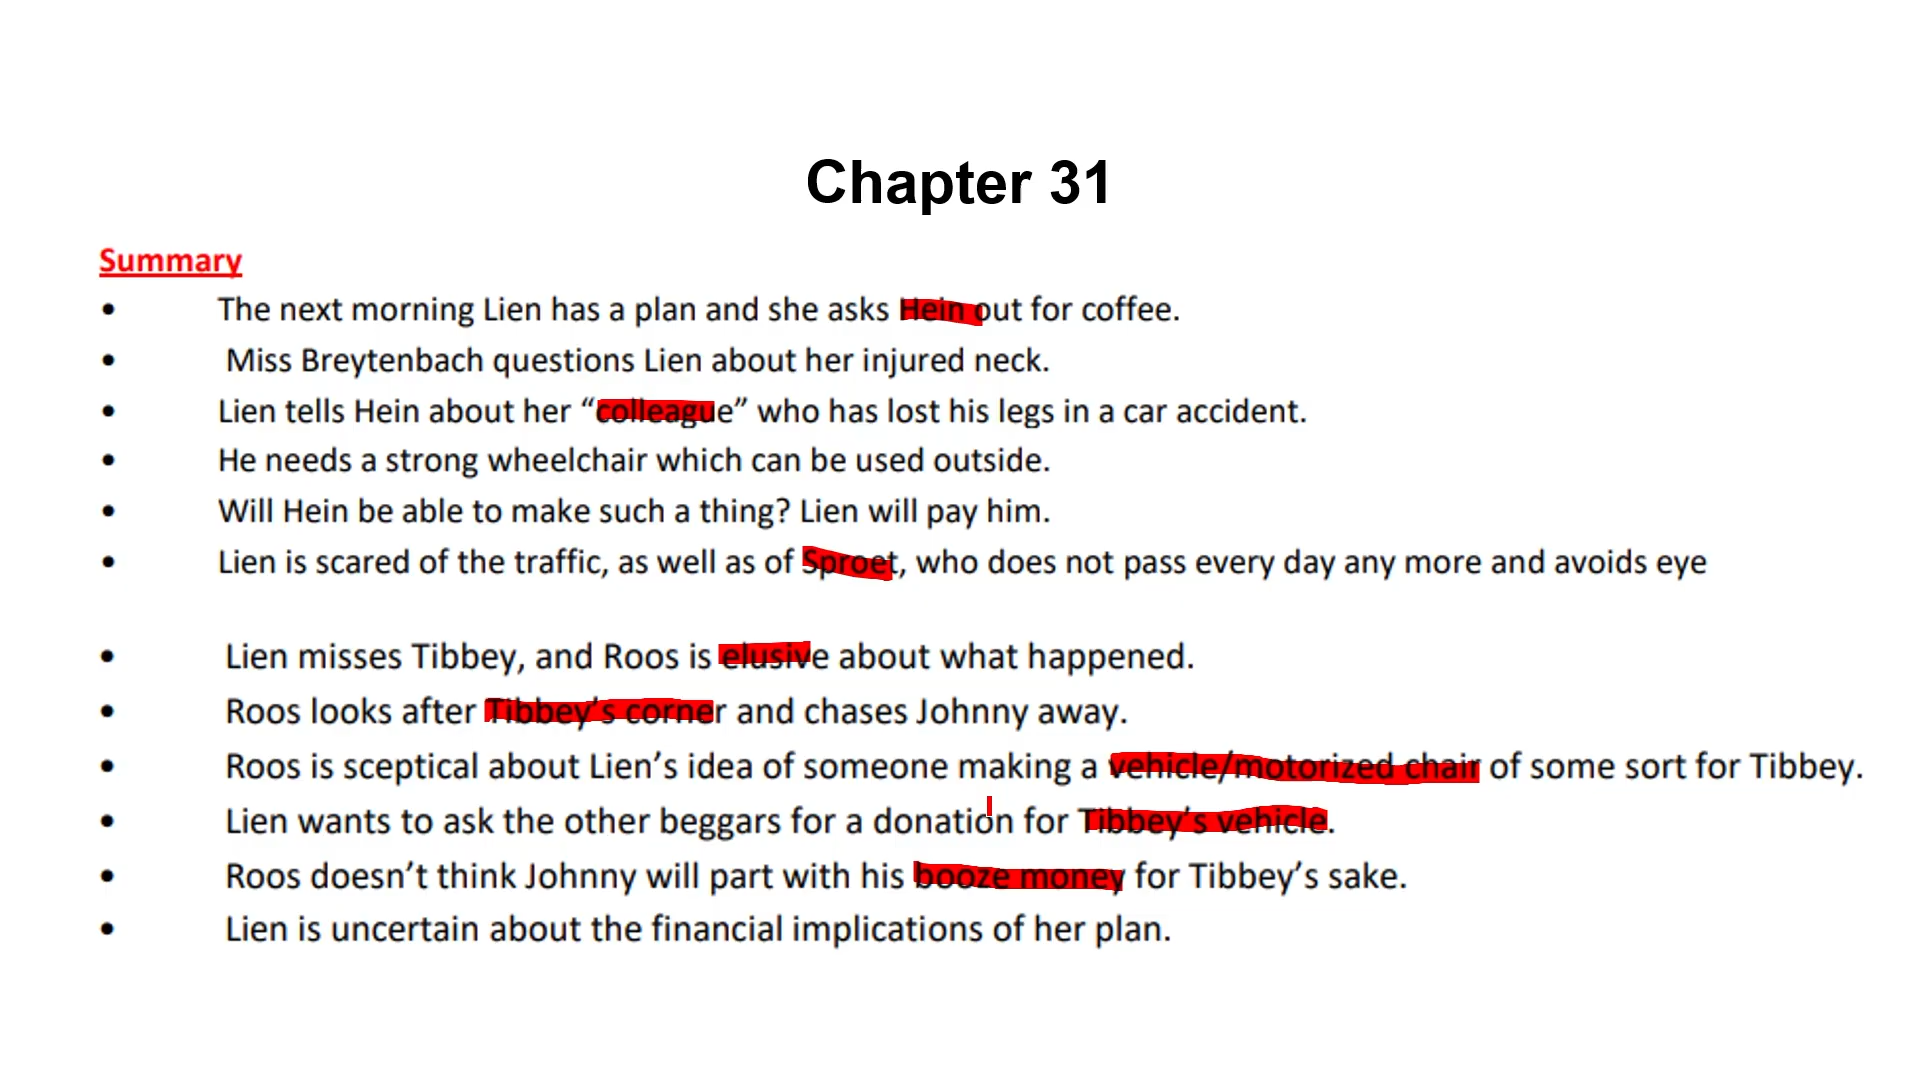 Chapter 31
Summary
• The next morning Lien has a plan and she asks Hein out for coffee.
• Miss Breytenbach questions Lien about her injured neck.
• Lien tells Hein about her “colleague” who has lost his legs in a car accident.
• He needs a strong wheelchair which can be used outside.
• Will Hein be able to make such a thing? Lien will pay him.
• Lien is scared of the traffic, as well as of Sproet, who does not pass every day any more and avoids eye
• Lien misses Tibbey, and Roos is elusive about what happened.
• Roos looks after Tibbey’s corner and chases Johnny away.
• Roos is sceptical about Lien’s idea of someone making a vehicle/motorized chair of some sort for Tibbey.
• Lien wants to ask the other beggars for a donation for Tibbey’s vehicle.
• Roos doesn’t think Johnny will part with his booze money for Tibbey’s sake.
• Lien is uncertain about the financial implications of her plan.